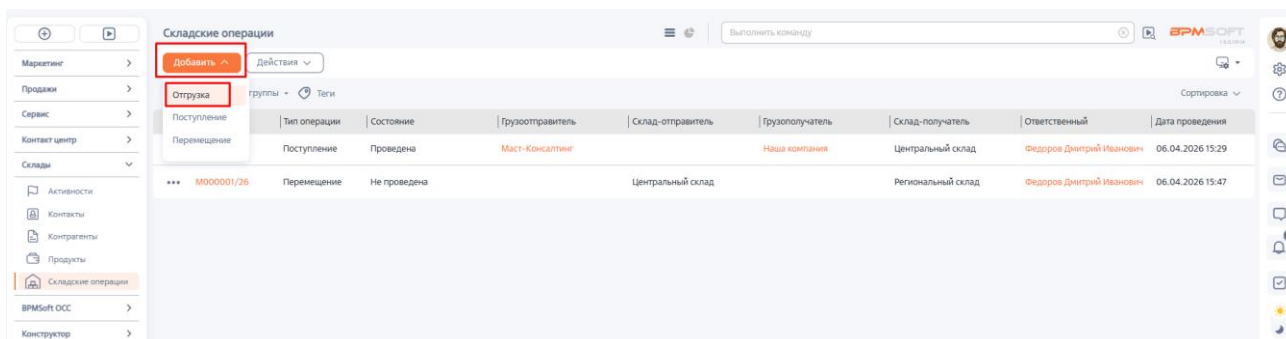 Складские операции
Выполнить команду
BPMSOFT
Маркетинг
Добавить
Действия
Продажи
Отгрузка
группы
Теги
Сортировка
Сервис
Поступление
Тип операции
Состояние
Грузоотправитель
Склад-отправитель
Грузополучатель
Склад-получатель
Ответственный
Дата проведения
Контакт центр
Перемещение
Поступление
Проведена
Маст-Консалтинг
Наша компания
Центральный склад
Федоров Дмитрий Иванович
06.04.2026 15:29
Склады
М000001/26
Перемещение
Не проведена
Центральный склад
Региональный склад
Федоров Дмитрий Иванович
06.04.2026 15:47
Активности
Контакты
Контрагенты
Продукты
Складские операции
BPMSoft ОСС
Конструктор